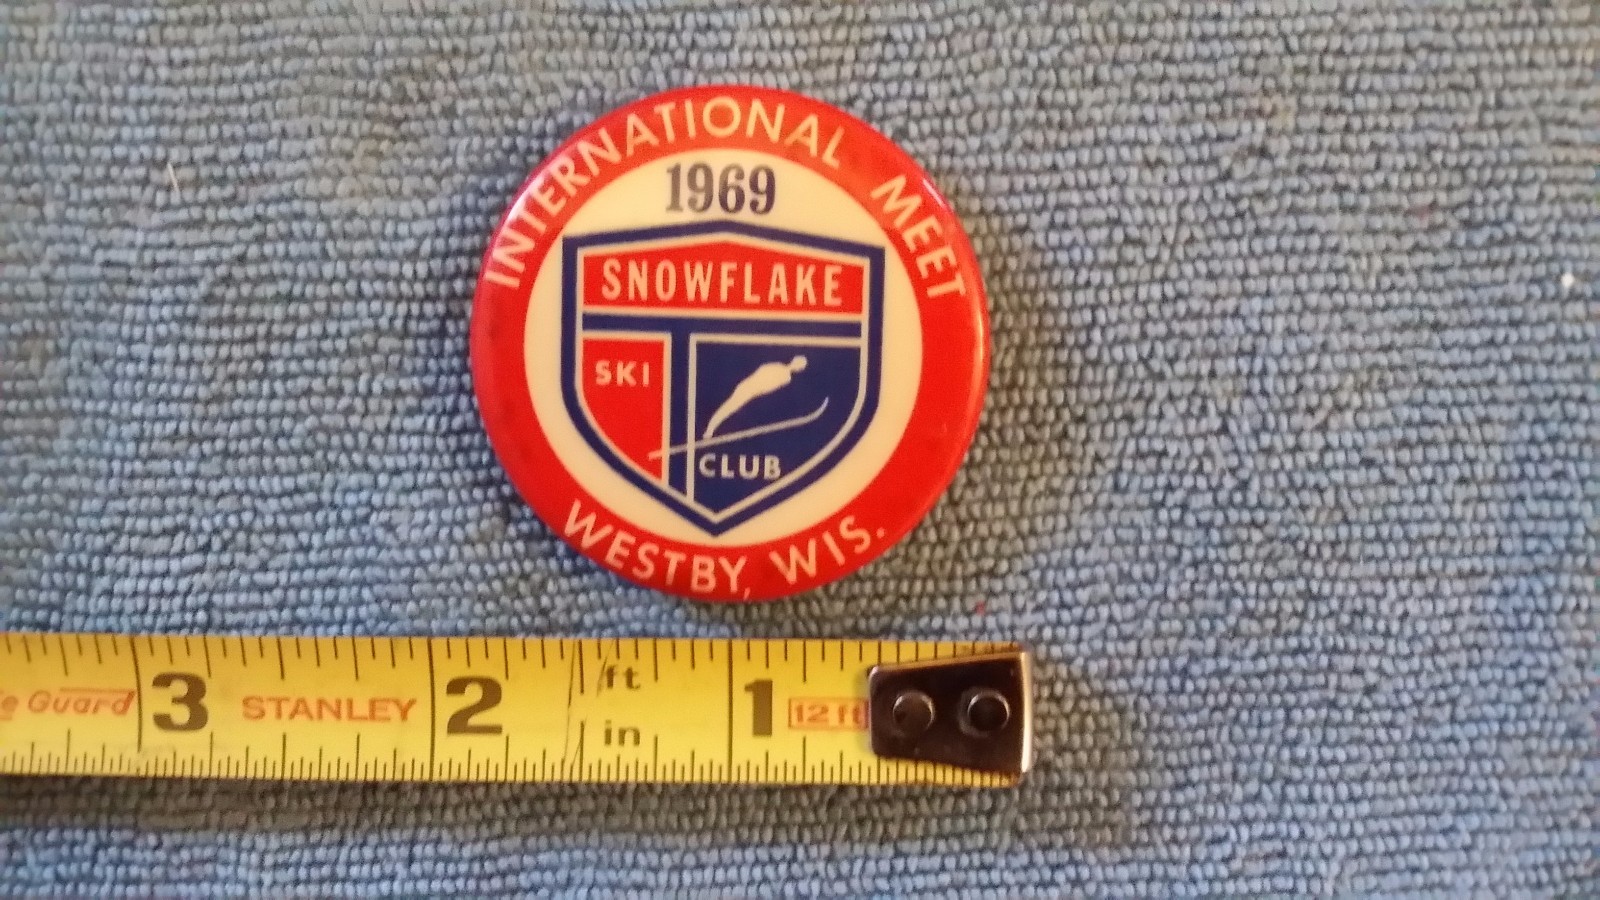 INTERNATIONAL MEET
1969
SNOWFLAKE
SKI
CLUB
WESTBY, WIS.
e Guard 3 STANLEY 2 ft in 1 12 ft